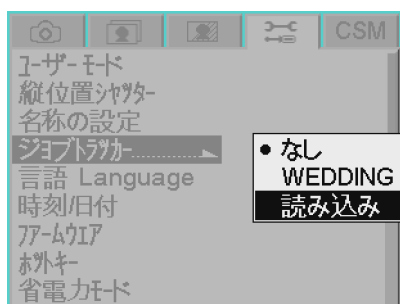 CSM
ﾕｰｻﾞｰ ﾓｰﾄﾞ
縦位置ｼｬｯﾀｰ
名称の設定
ジョブトラッカー..............
言語 Language
時刻/日付
ﾌｧｰﾑｳｪｱ
ﾎｯﾄｷｰ
省電力ﾓｰﾄﾞ
• なし
WEDDING
読み込み